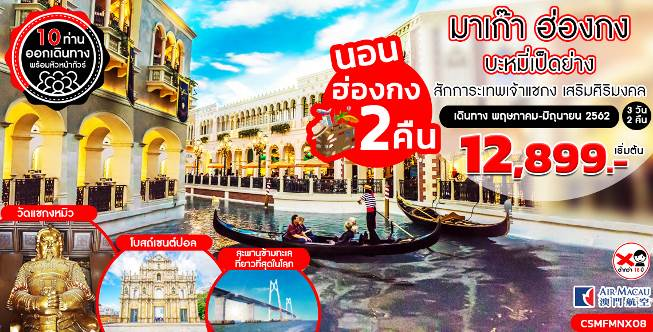 10 ท่าน
ออกเดินทาง
พร้อมหัวหน้าทัวร์
นอน
ฮ่องกง
2 คืน
มาเก๊า ฮ่องกง
บะหมี่เป็ดย่าง
สักการะเทพเจ้าแชกง เสริมศิริมงคล
เดินทาง พฤษภาคม-มิถุนายน 2562
3 วัน
2 คืน
12,899.-
เริ่มต้น
วัดแชกงหมิว
โบสถ์เซนต์ปอล
สะพานข้ามทะเล
ที่ยาวที่สุดในโลก
AIR MACAU
澳門航空
CSMFMNX08